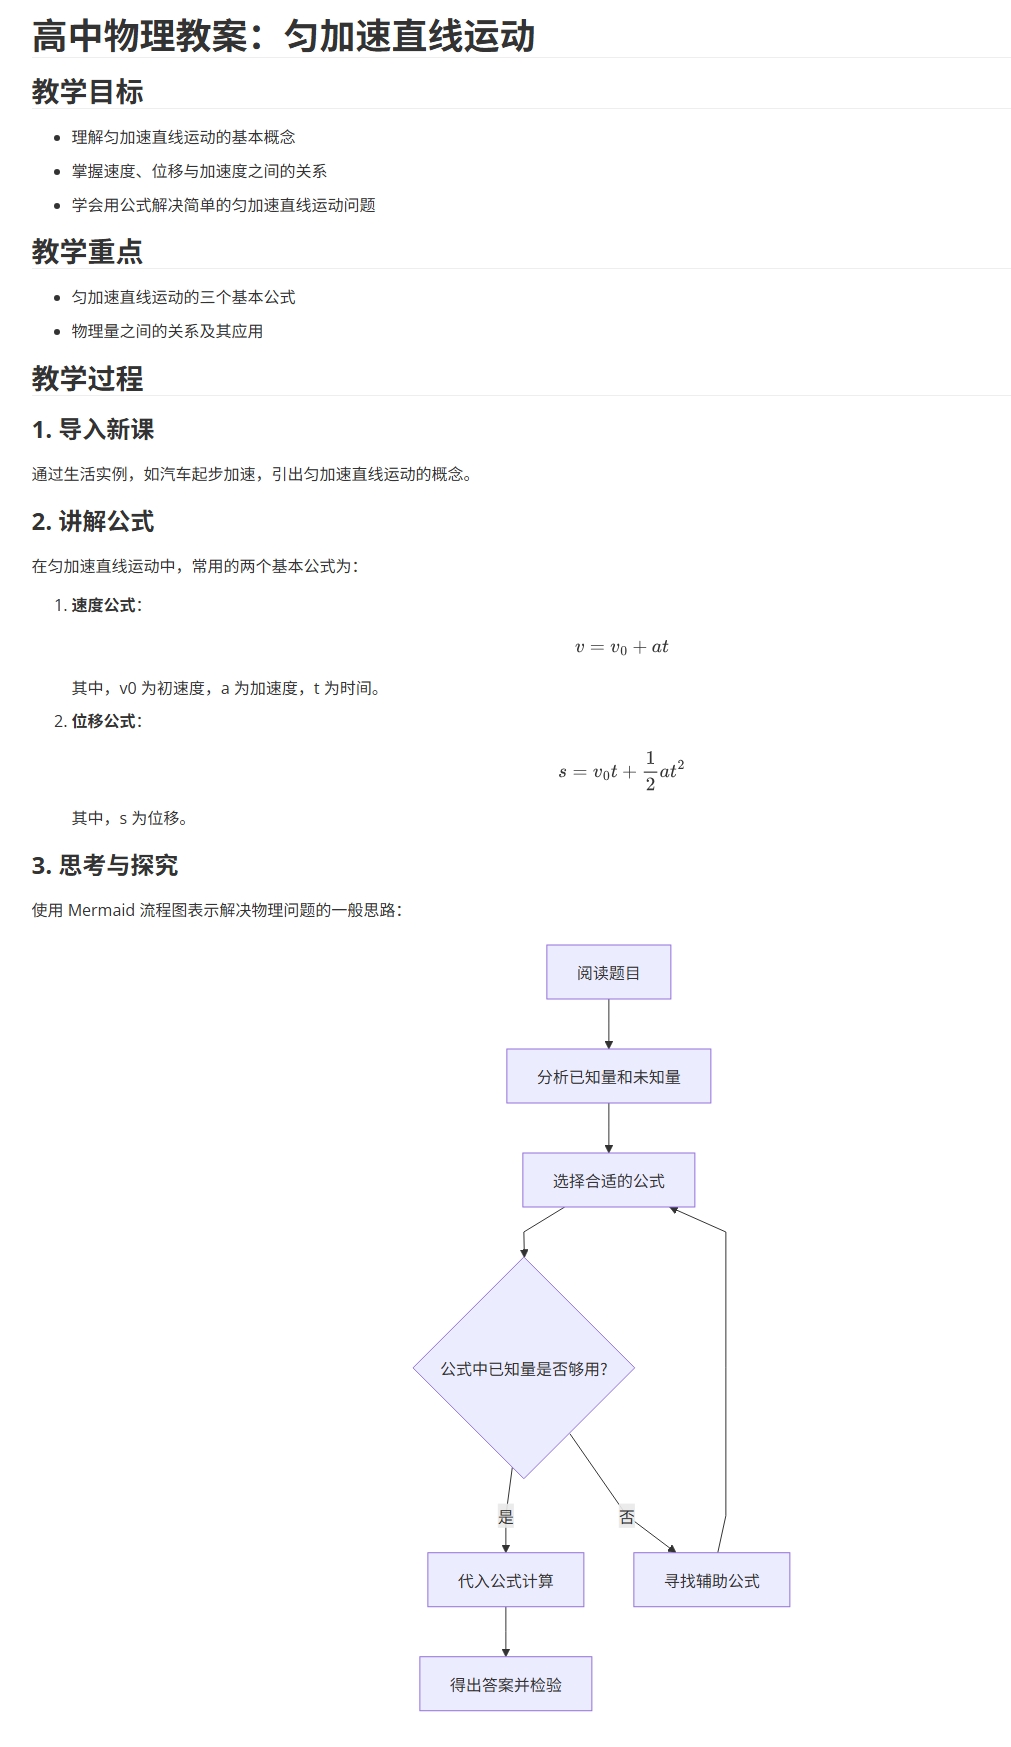 高中物理教案：匀加速直线运动
教学目标
• 理解匀加速直线运动的基本概念
• 掌握速度、位移与加速度之间的关系
• 学会用公式解决简单的匀加速直线运动问题
教学重点
• 匀加速直线运动的三个基本公式
• 物理量之间的关系及其应用
教学过程
1. 导入新课
通过生活实例，如汽车起步加速，引出匀加速直线运动的概念。
2. 讲解公式
在匀加速直线运动中，常用的两个基本公式为：
1. 速度公式：
v = v₀ + at
其中，v0 为初速度，a 为加速度，t 为时间。
2. 位移公式：
s = v₀t + 1/2 at²
其中，s 为位移。
3. 思考与探究
使用 Mermaid 流程图表示解决物理问题的一般思路：
阅读题目
分析已知量和未知量
选择合适的公式
公式中已知量是否够用?
是
否
代入公式计算
寻找辅助公式
得出答案并检验